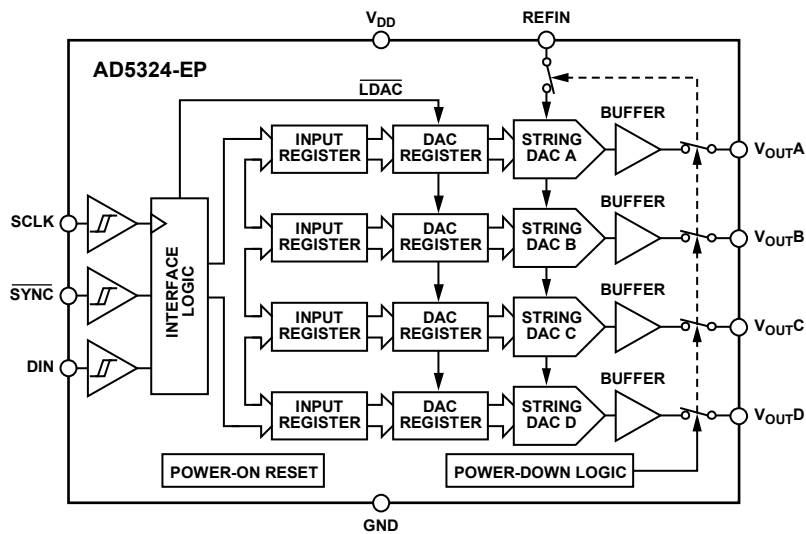 VDD
REFIN
AD5324-EP
LDAC
INPUT REGISTER
DAC REGISTER
STRING DAC A
BUFFER
VOUTA
SCLK
INPUT REGISTER
DAC REGISTER
STRING DAC B
BUFFER
VOUTB
SYNC
INTERFACE LOGIC
INPUT REGISTER
DAC REGISTER
STRING DAC C
BUFFER
VOUTC
DIN
INPUT REGISTER
DAC REGISTER
STRING DAC D
BUFFER
VOUTD
POWER-ON RESET
POWER-DOWN LOGIC
GND